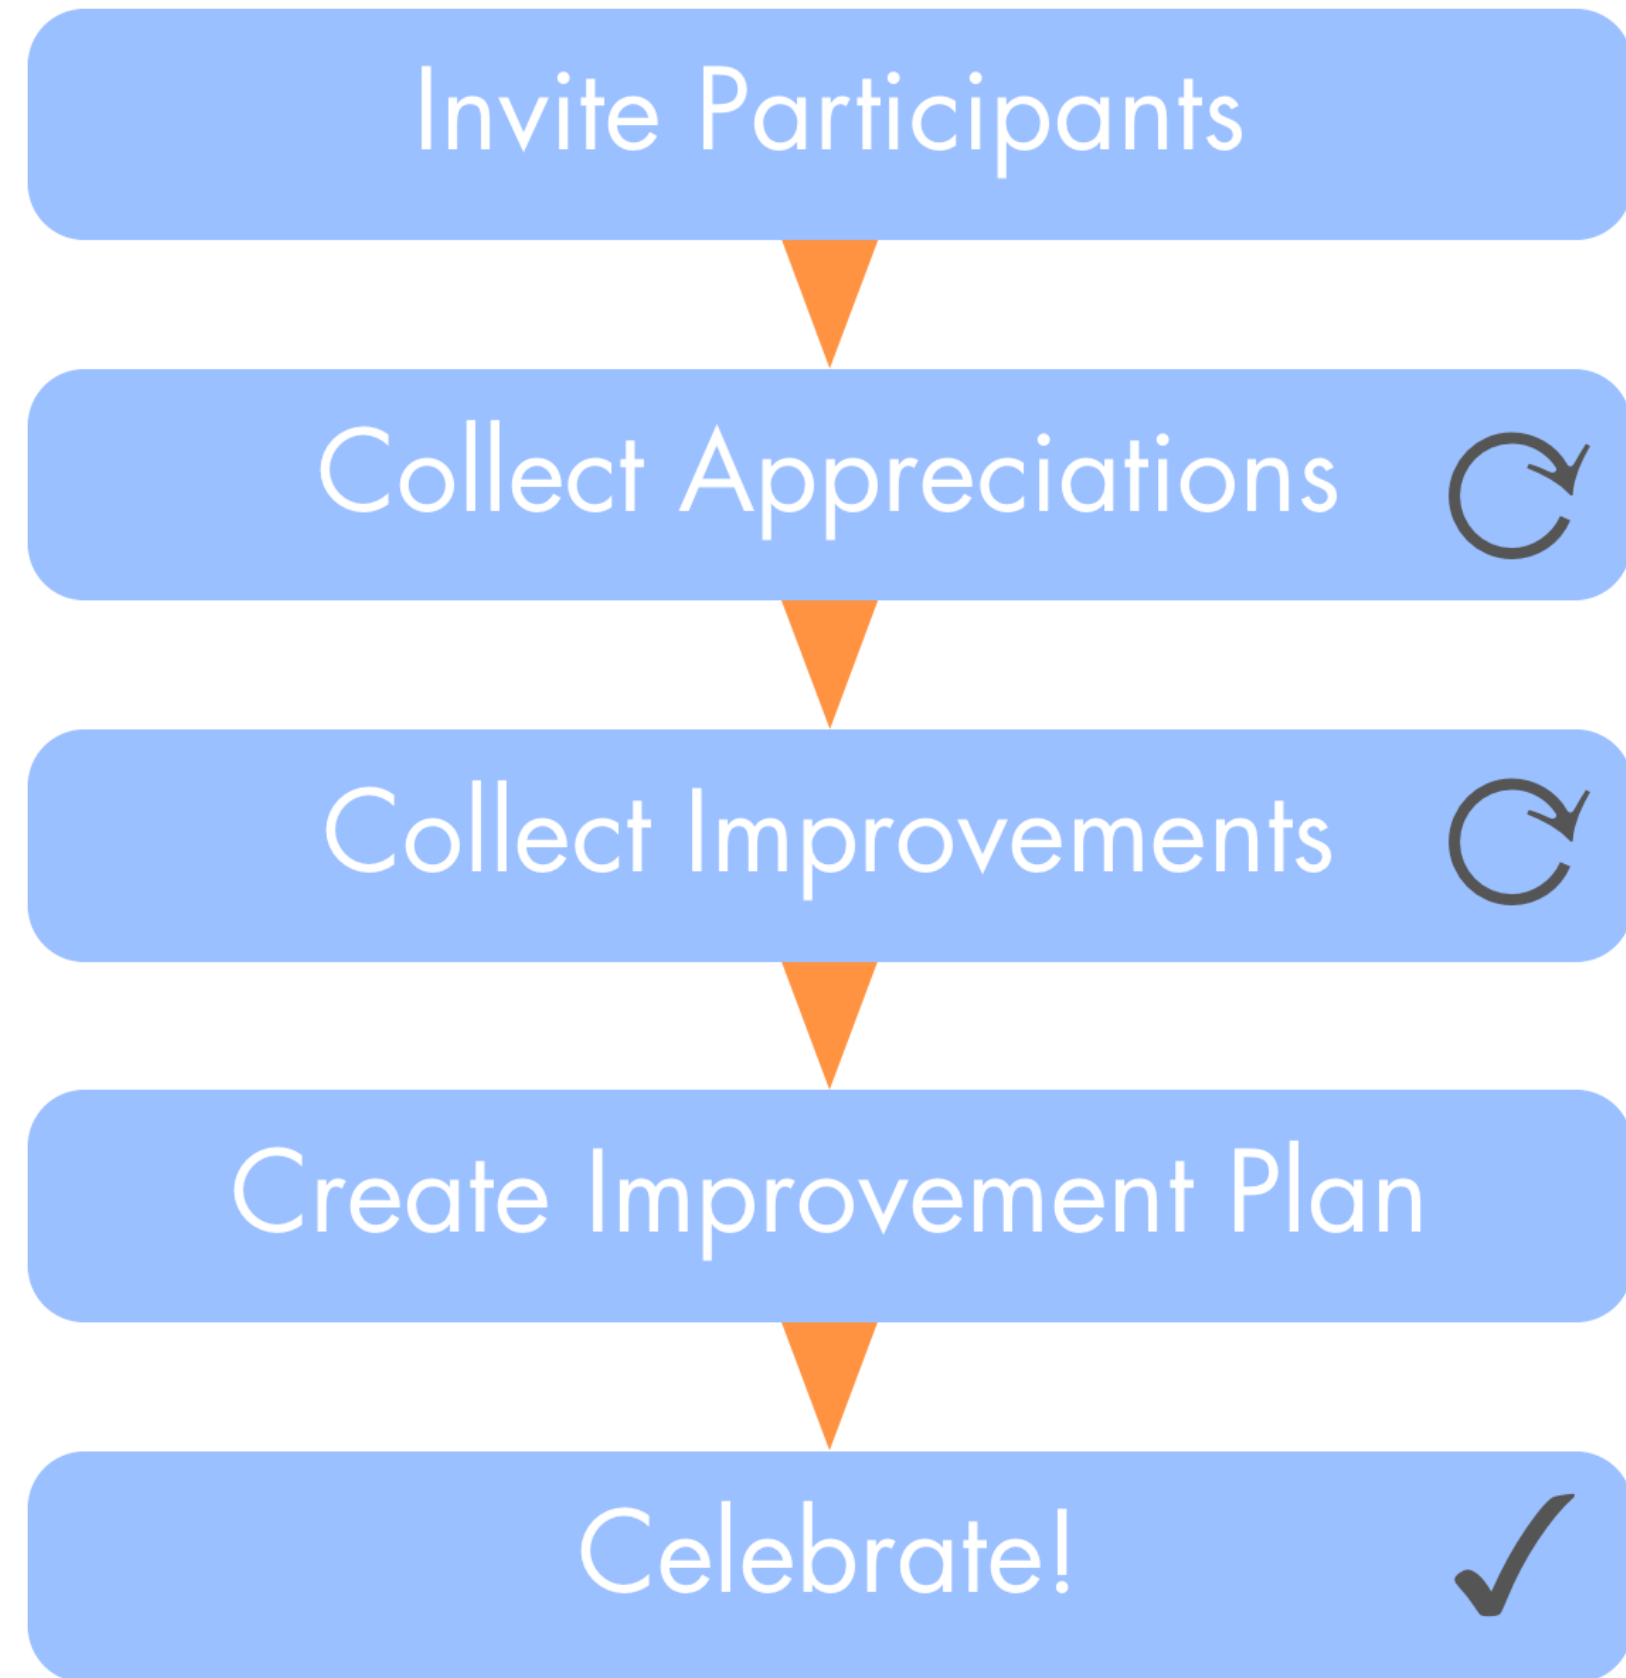 Invite Participants
Collect Appreciations
Collect Improvements
Create Improvement Plan
Celebrate!